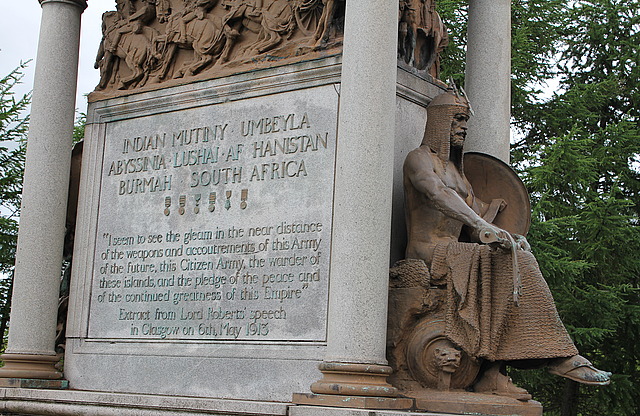 INDIAN MUTINY UMBEYLA
ABYSSINIA · LUSHAI · AF HANISTAN
BURMAH SOUTH AFRICA
"I seem to see the gleam in the near distance
of the weapons and accoutrements of this Army
of the future, this Citizen Army, the warder of
these islands, and the pledge of the peace and
of the continued greatness of this Empire"
Extract from Lord Roberts' speech
in Glasgow on 6th, May 1913